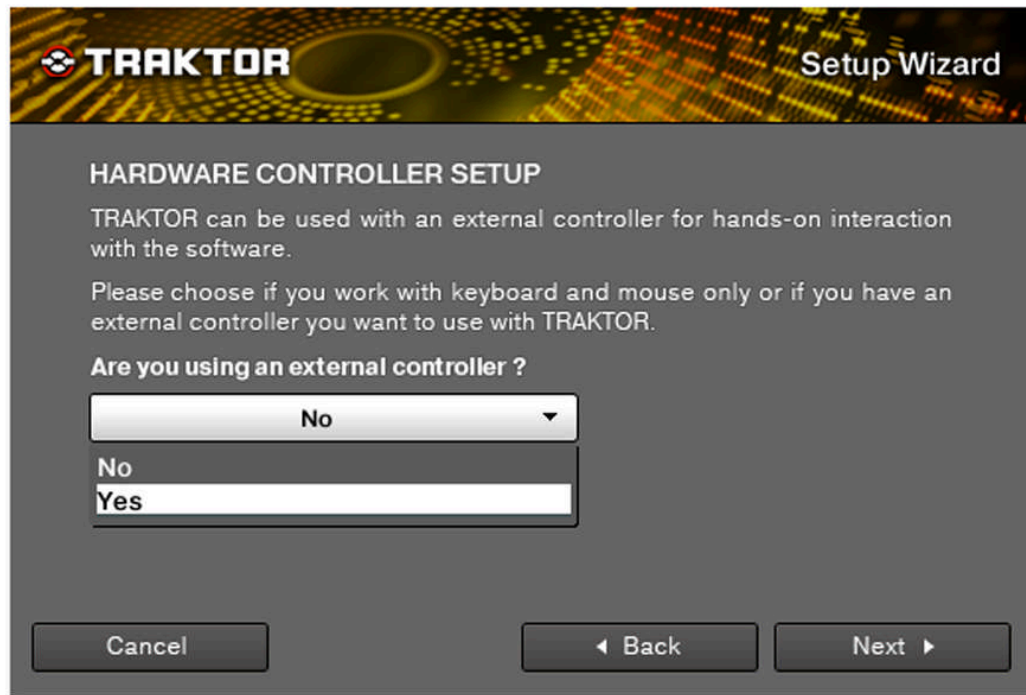 TRAKTOR
Setup Wizard
HARDWARE CONTROLLER SETUP
TRAKTOR can be used with an external controller for hands-on interaction
with the software.
Please choose if you work with keyboard and mouse only or if you have an
external controller you want to use with TRAKTOR.
Are you using an external controller ?
No
No
Yes
Cancel
Back
Next